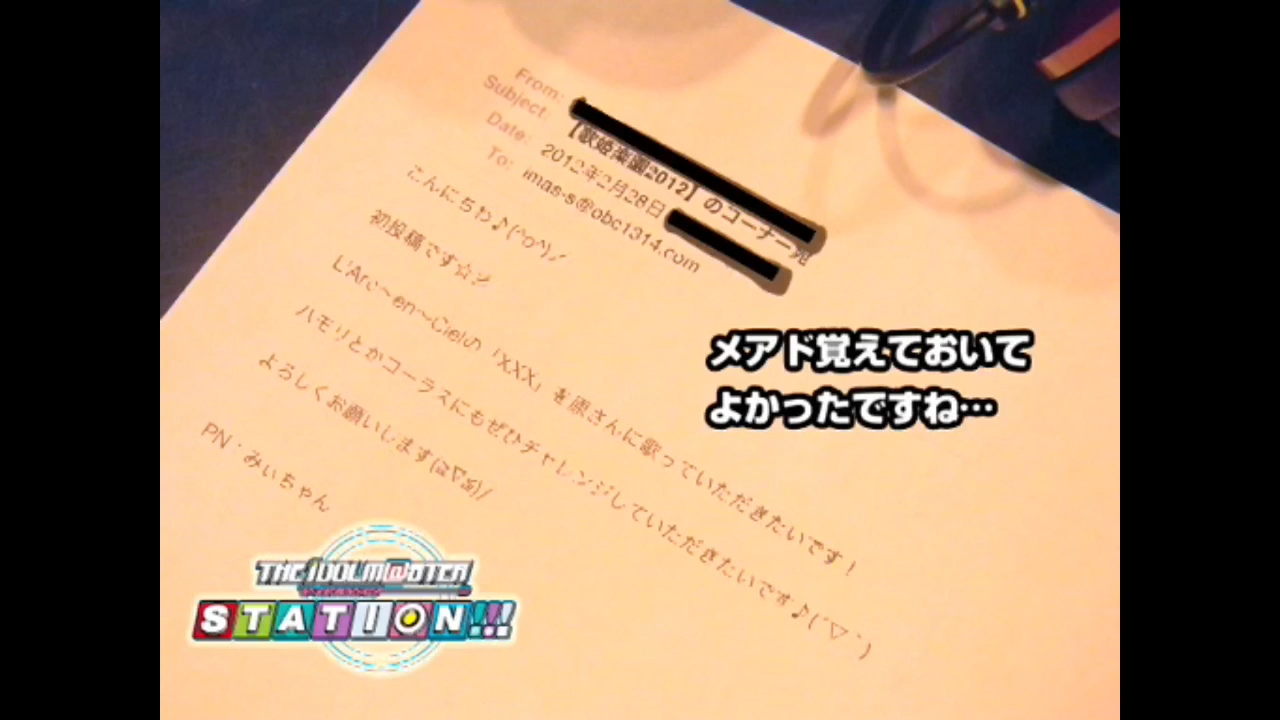 From:
Subject: 【歌姫楽園2012】のコーナー宛
Date: 2012年2月28日
To: imas-s@obc1314.com
こんにちわ♪(^o^)／
初投稿です☆彡
L'Arc～en～Cielの「XXX」を原さんに歌っていただきたいです！
ハモリとかコーラスにもぜひチャレンジしていただきたいです♪(´▽｀)
よろしくお願いします(≧∇≦)/
PN：みぃちゃん
メアド覚えておいて
よかったですね…
THE IDOLM@STER
STATION!!!